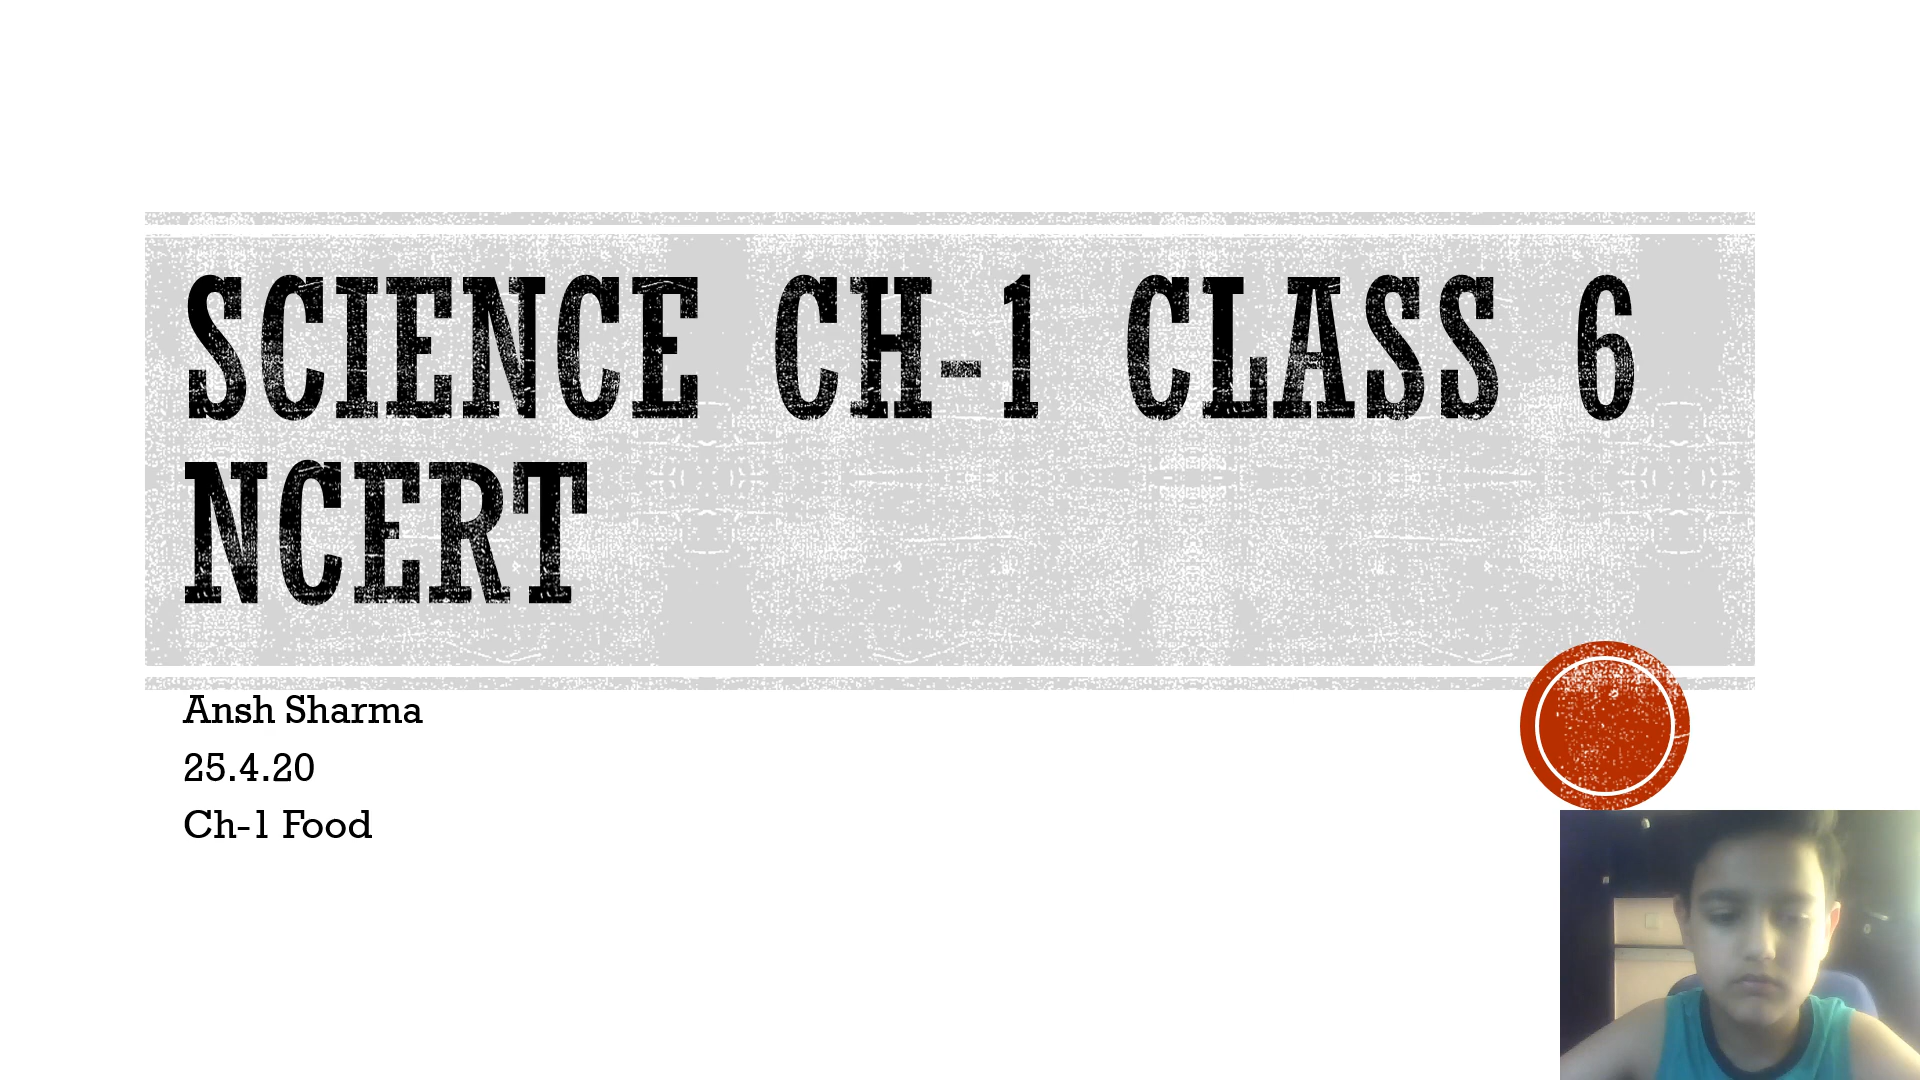 SCIENCE CH-1 CLASS 6
NCERT
Ansh Sharma
25.4.20
Ch-1 Food